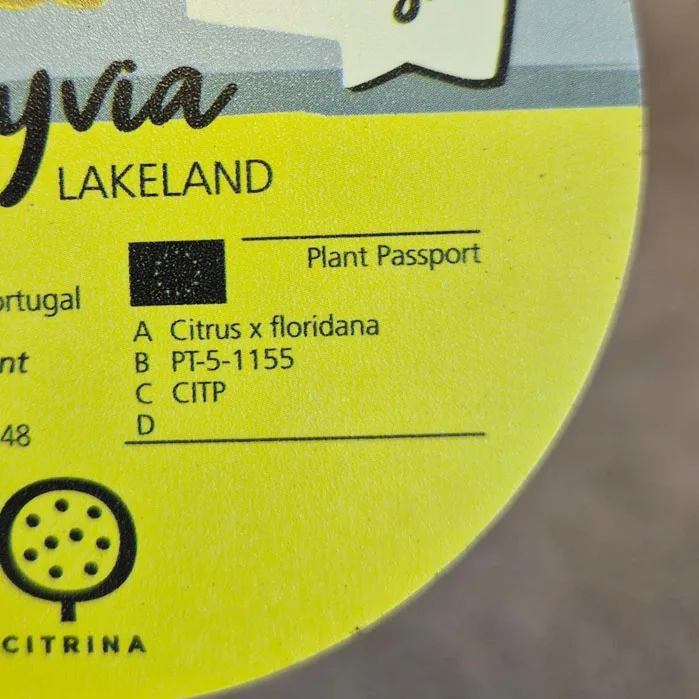 yvia
LAKELAND
Plant Passport
ortugal
A Citrus x floridana
nt
B PT-5-1155
C CITP
48
D
CITRINA